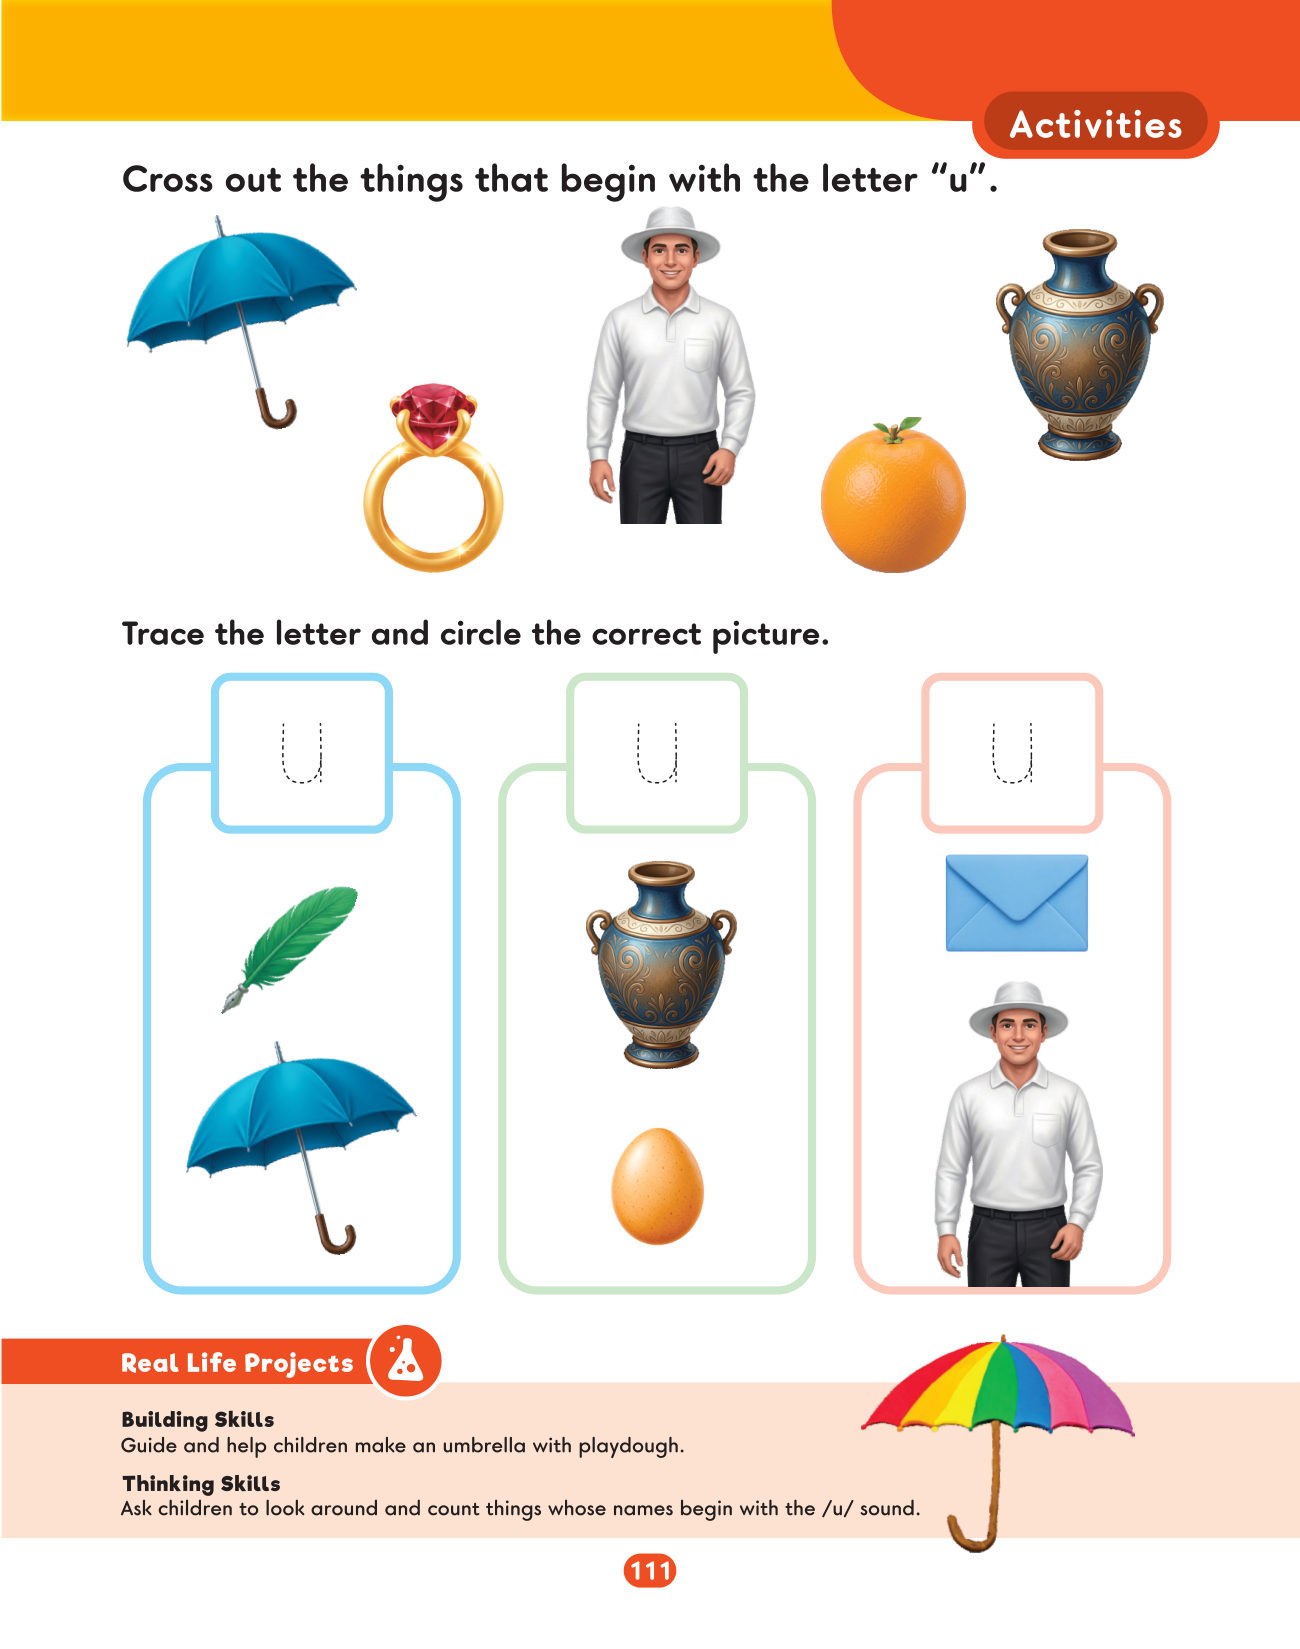 Activities
Cross out the things that begin with the letter “u”.
Trace the letter and circle the correct picture.
u u u
Real Life Projects
Building Skills
Guide and help children make an umbrella with playdough.
Thinking Skills
Ask children to look around and count things whose names begin with the /u/ sound.
111